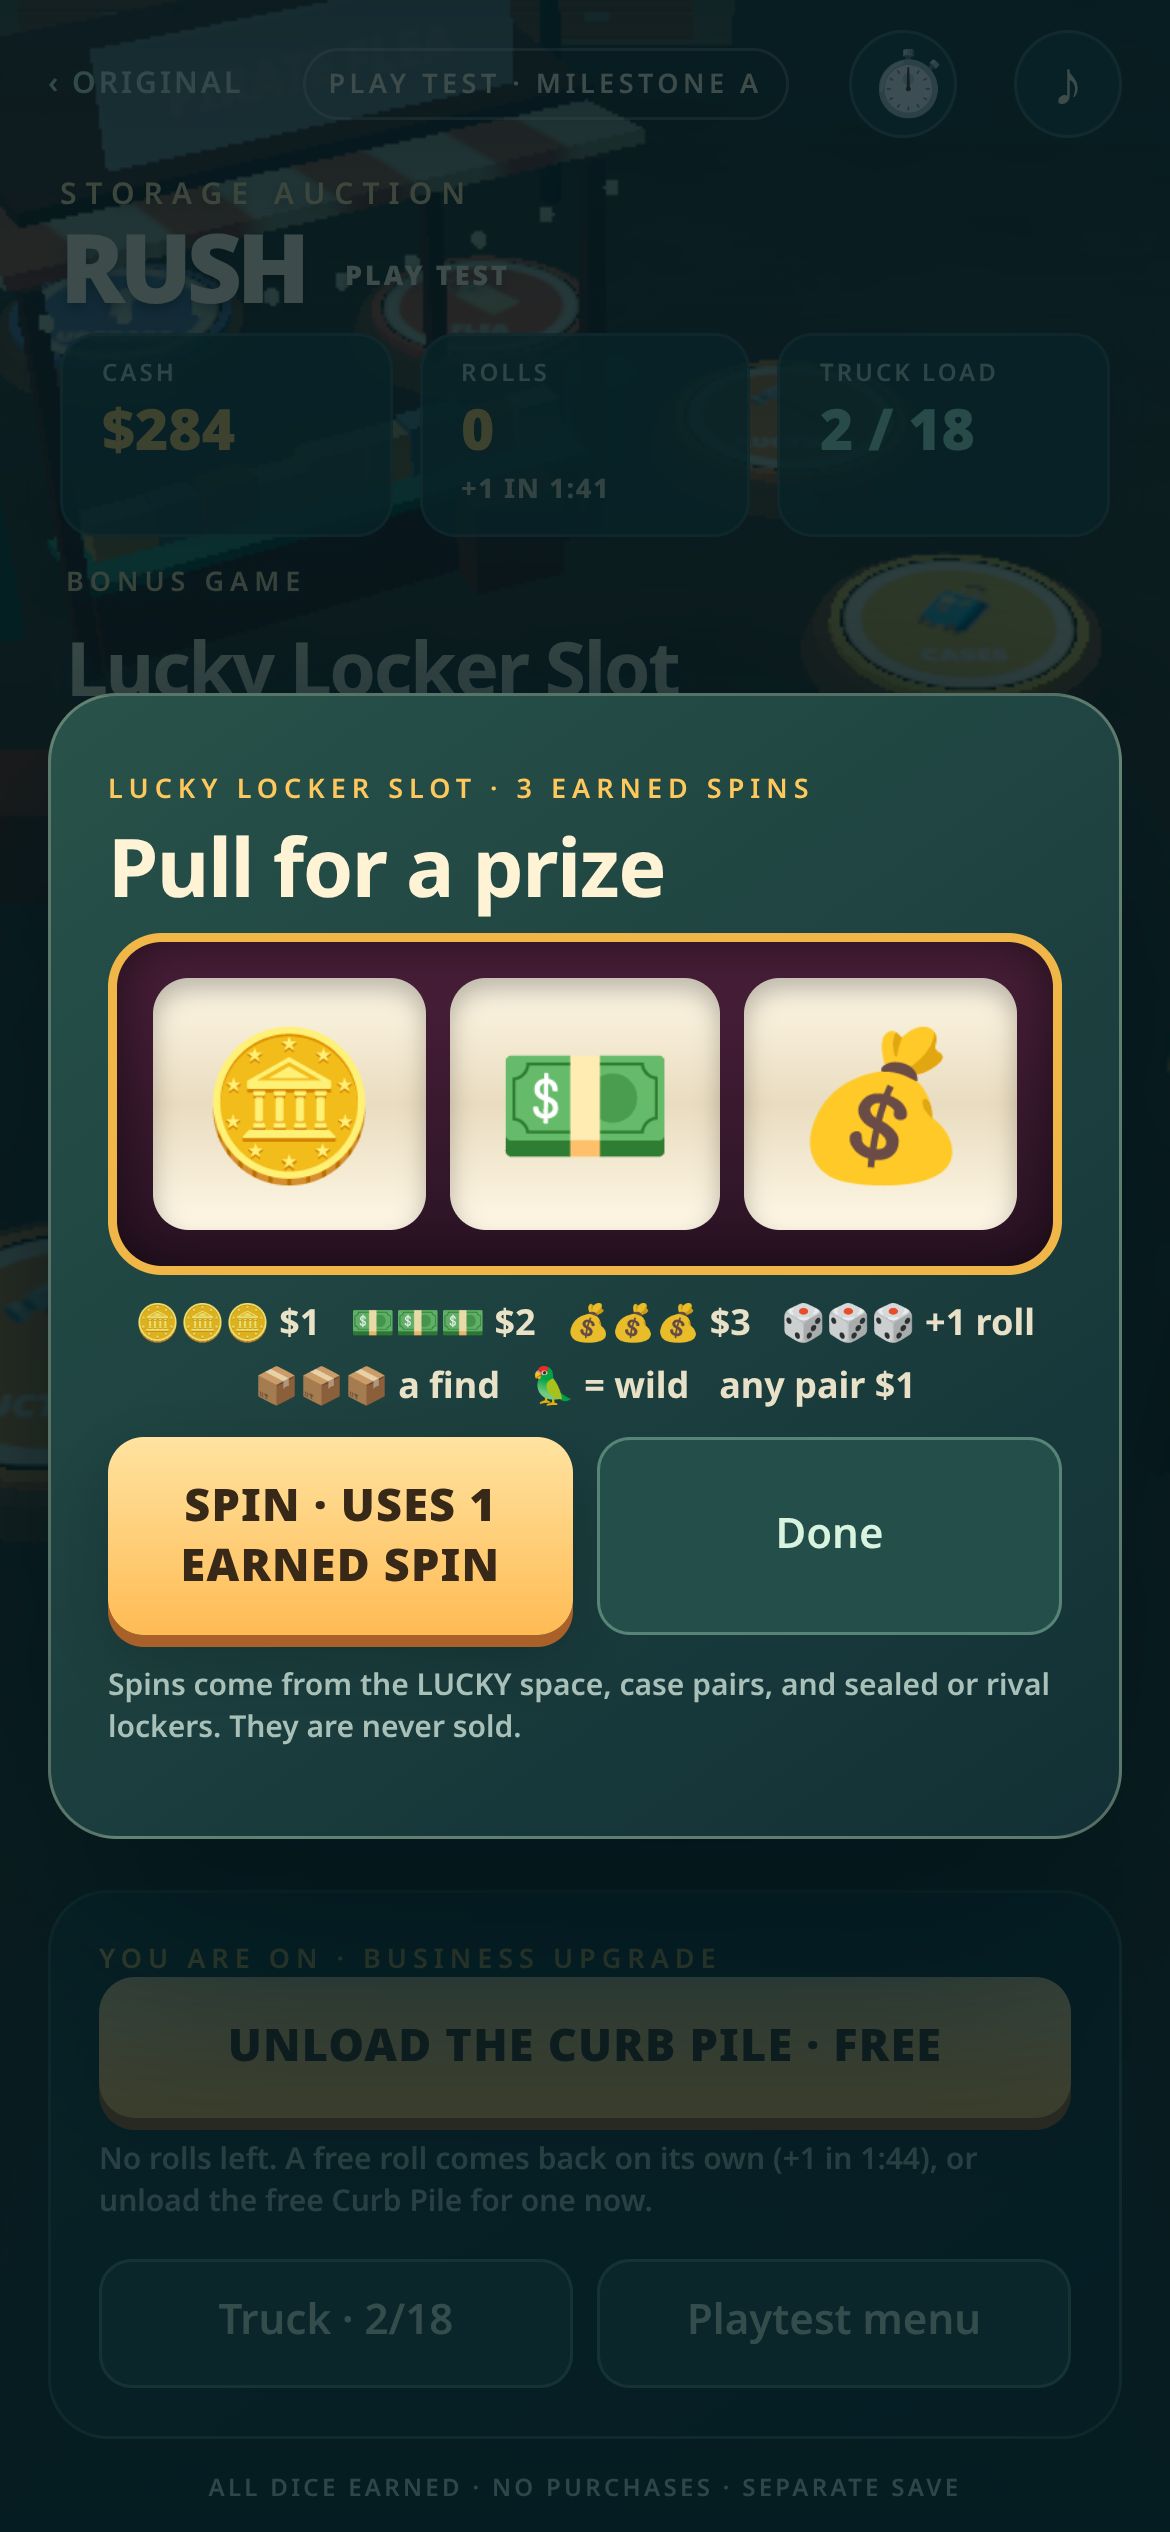 ‹ ORIGINAL
PLAY TEST · MILESTONE A
STORAGE AUCTION
RUSH PLAY TEST
CASH
$284
ROLLS
0
+1 IN 1:41
TRUCK LOAD
2 / 18
BONUS GAME
Lucky Locker Slot
CASES
LUCKY LOCKER SLOT · 3 EARNED SPINS
Pull for a prize
$1 $2 $3 +1 roll
a find = wild any pair $1
SPIN · USES 1
EARNED SPIN
Done
Spins come from the LUCKY space, case pairs, and sealed or rival
lockers. They are never sold.
YOU ARE ON · BUSINESS UPGRADE
UNLOAD THE CURB PILE · FREE
No rolls left. A free roll comes back on its own (+1 in 1:44), or
unload the free Curb Pile for one now.
Truck · 2/18
Playtest menu
ALL DICE EARNED · NO PURCHASES · SEPARATE SAVE